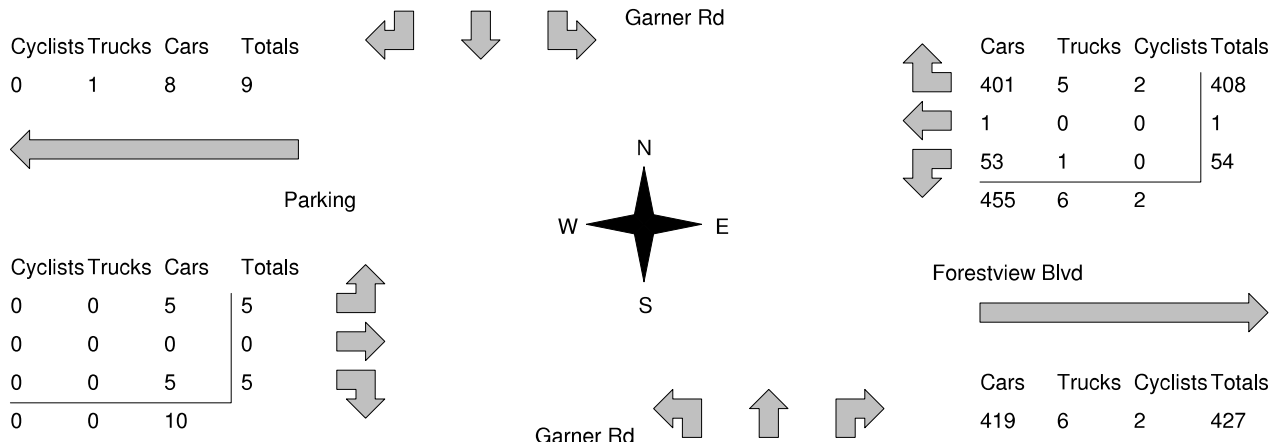 Garner Rd
Cyclists Trucks Cars Totals
0 1 8 9
Cars Trucks Cyclists Totals
401 5 2 408
1 0 0 1
53 1 0 54
455 6 2
Parking
N
W E
S
Cyclists Trucks Cars Totals
0 0 5 5
0 0 0 0
0 0 5 5
0 0 10
Forestview Blvd
Cars Trucks Cyclists Totals
419 6 2 427
Garner Rd